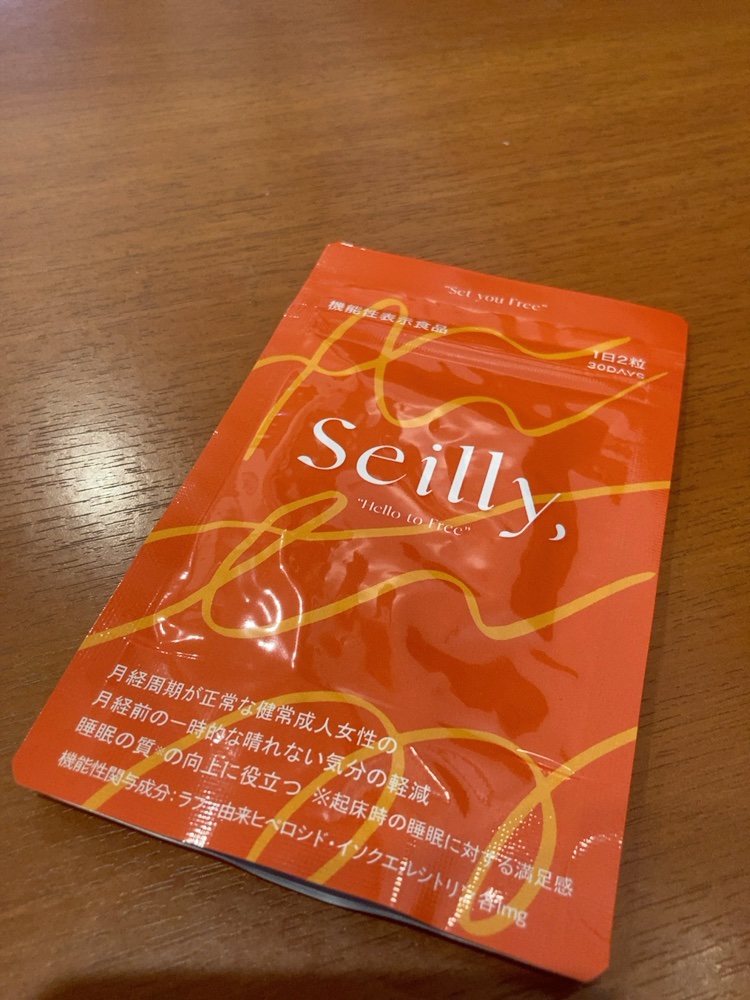 "Set you Free"
機能性表示食品
1日2粒
30DAYS
Seilly,
"Hello to Free"
月経周期が正常な健常成人女性の
月経前の一時的な晴れない気分の軽減
睡眠の質※の向上に役立つ ※起床時の睡眠に対する満足感
機能性関与成分:ラフマ由来ヒペロシド・イソクエルシトリン 各1mg